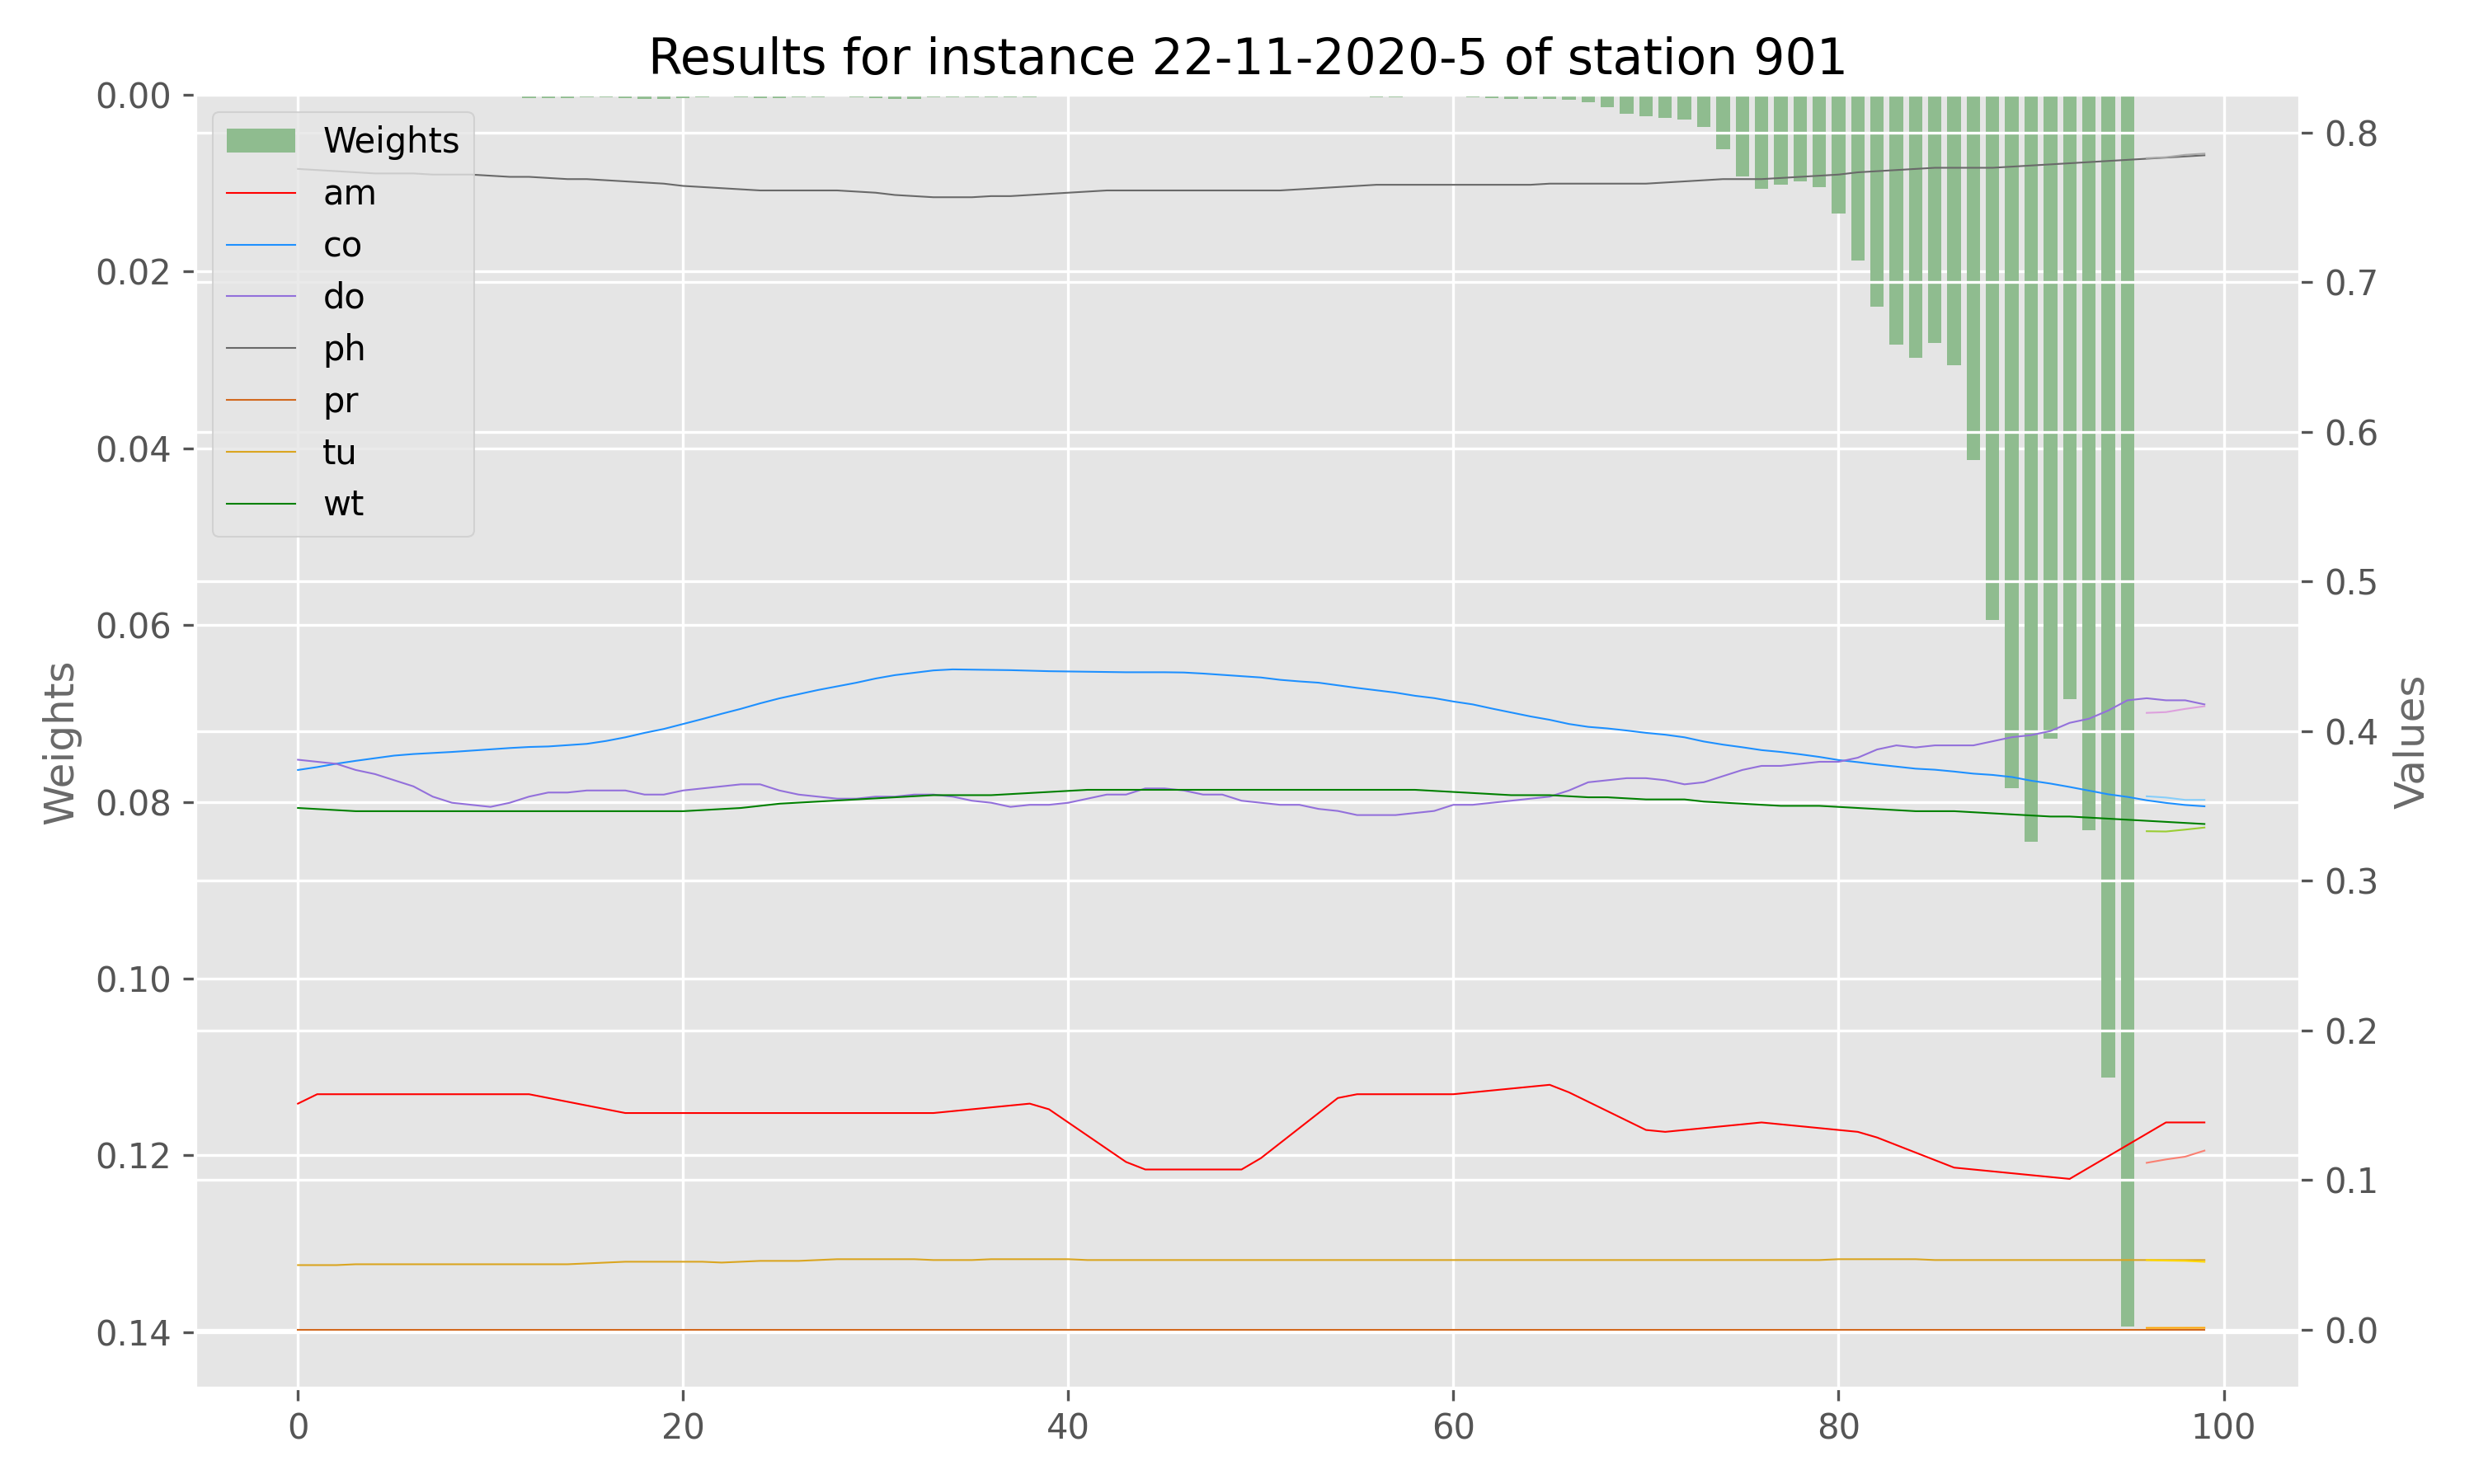 Results for instance 22-11-2020-5 of station 901
0.00
0.02
0.04
0.06
0.08
0.10
0.12
0.14
Weights
Weights
am
co
do
ph
pr
tu
wt
0.8
0.7
0.6
0.5
0.4
0.3
0.2
0.1
0.0
Values
0 20 40 60 80 100